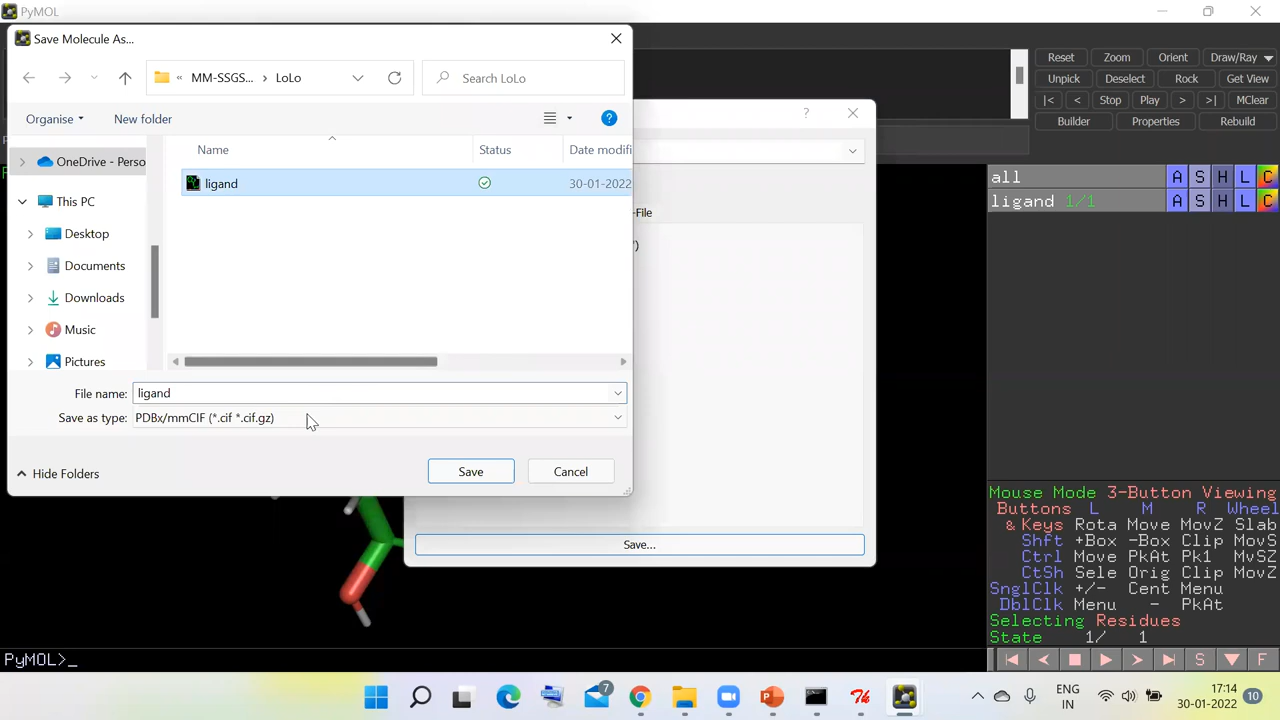 PyMOL
Save Molecule As...
« MM-SSGS... > LoLo
Search LoLo
Organise
New folder
Name
Status
Date modifi
OneDrive - Perso
ligand
30-01-2022
This PC
Desktop
Documents
Downloads
Music
Pictures
File name:
ligand
Save as type:
PDBx/mmCIF (*.cif *.cif.gz)
Hide Folders
Save
Cancel
-File
')
Save...
Reset
Zoom
Orient
Draw/Ray
Unpick
Deselect
Rock
Get View
|<
<
Stop
Play
>
>|
MClear
Builder
Properties
Rebuild
all
A S H L C
ligand 1/1
A S H L C
Mouse Mode 3-Button Viewing
Buttons L M R Wheel
& Keys Rota Move MovZ Slab
Shft +Box -Box Clip MovS
Ctrl Move PkAt Pk1 MvSZ
CtSh Sele Orig Clip MovZ
SnglClk +/- Cent Menu
DblClk Menu - PkAt
Selecting Residues
State 1/ 1
PyMOL>_
S
F
7
ENG
IN
17:14
30-01-2022
10